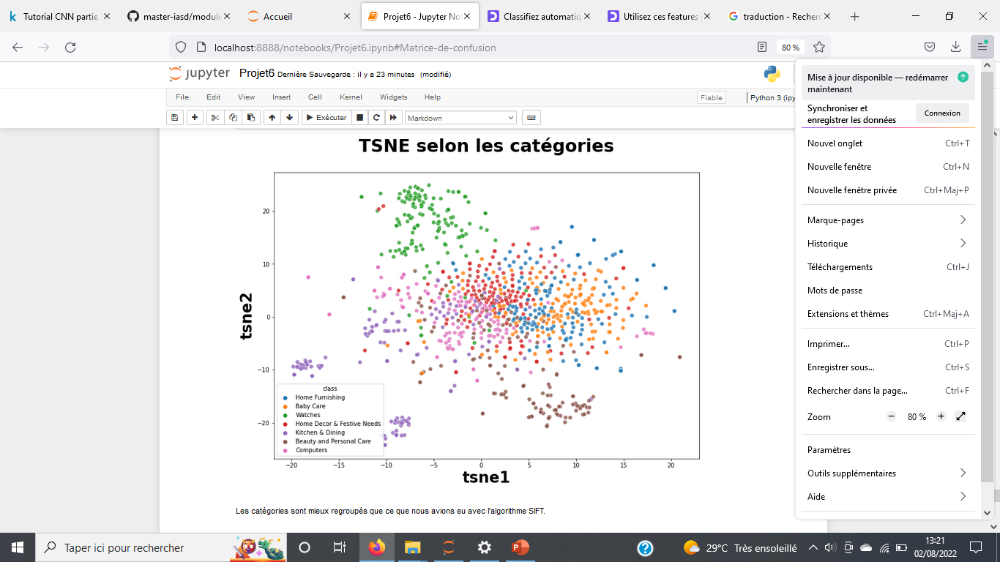 Tutorial CNN partie
master-iasd/module
Accueil
Projet6 - Jupyter No
Classifiez automatiq
Utilisez ces features
traduction - Recherc
localhost:8888/notebooks/Projet6.ipynb#Matrice-de-confusion
80 %
jupyter Projet6 Dernière Sauvegarde : il y a 23 minutes (modifié)
File Edit View Insert Cell Kernel Widgets Help
Fiable
Python 3 (ipy
Exécuter
Markdown
TSNE selon les catégories
20
10
0
−10
−20
tsne2
class
Home Furnishing
Baby Care
Watches
Home Decor & Festive Needs
Kitchen & Dining
Beauty and Personal Care
Computers
−20 −15 −10 −5 0 5 10 15 20
tsne1
Les catégories sont mieux regroupés que ce que nous avions eu avec l'algorithme SIFT.
Mise à jour disponible — redémarrer
maintenant
Synchroniser et
enregistrer les données
Connexion
Nouvel onglet Ctrl+T
Nouvelle fenêtre Ctrl+N
Nouvelle fenêtre privée Ctrl+Maj+P
Marque-pages
Historique
Téléchargements Ctrl+J
Mots de passe
Extensions et thèmes Ctrl+Maj+A
Imprimer... Ctrl+P
Enregistrer sous... Ctrl+S
Rechercher dans la page... Ctrl+F
Zoom 80 %
Paramètres
Outils supplémentaires
Aide
Taper ici pour rechercher
29°C Très ensoleillé
13:21
02/08/2022